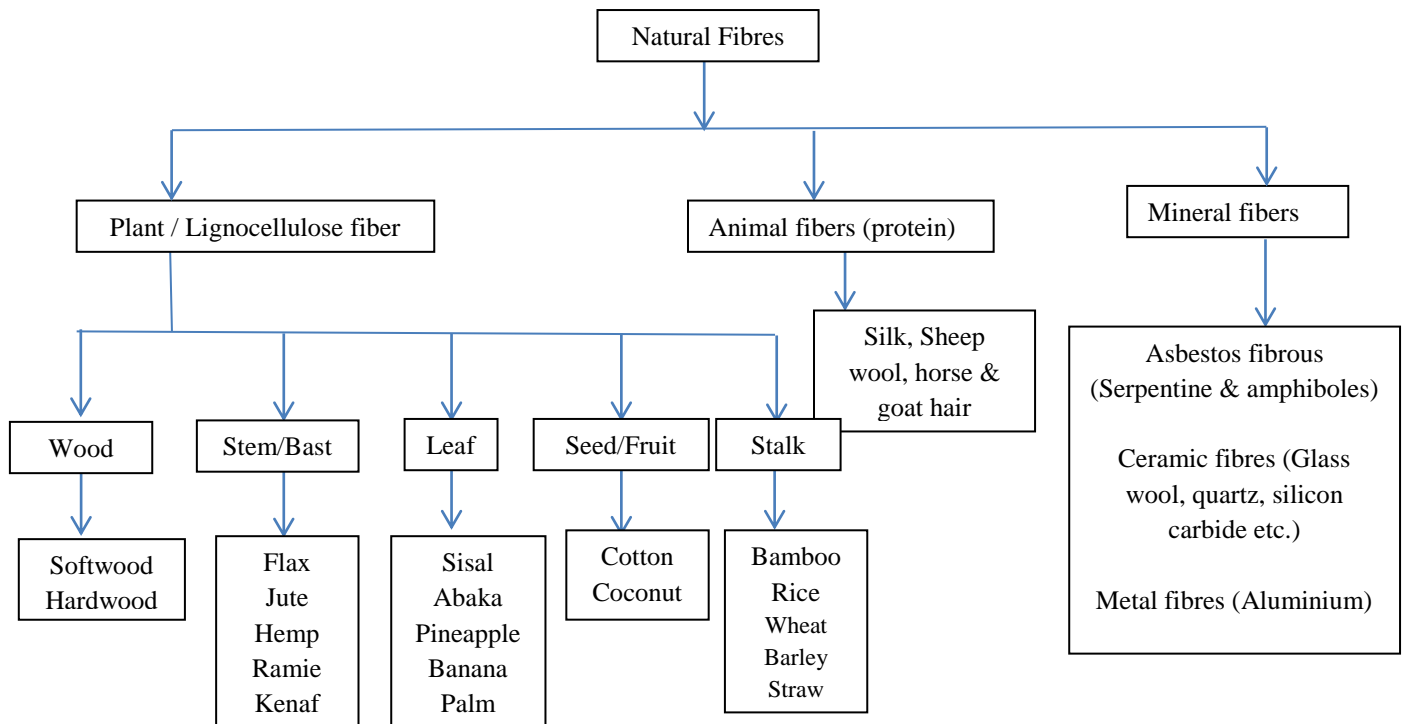 Natural Fibres
Plant / Lignocellulose fiber
Animal fibers (protein)
Mineral fibers
Silk, Sheep
wool, horse &
goat hair
Asbestos fibrous
(Serpentine & amphiboles)
Ceramic fibres (Glass
wool, quartz, silicon
carbide etc.)
Metal fibres (Aluminium)
Wood
Stem/Bast
Leaf
Seed/Fruit
Stalk
Softwood
Hardwood
Flax
Jute
Hemp
Ramie
Kenaf
Sisal
Abaka
Pineapple
Banana
Palm
Cotton
Coconut
Bamboo
Rice
Wheat
Barley
Straw